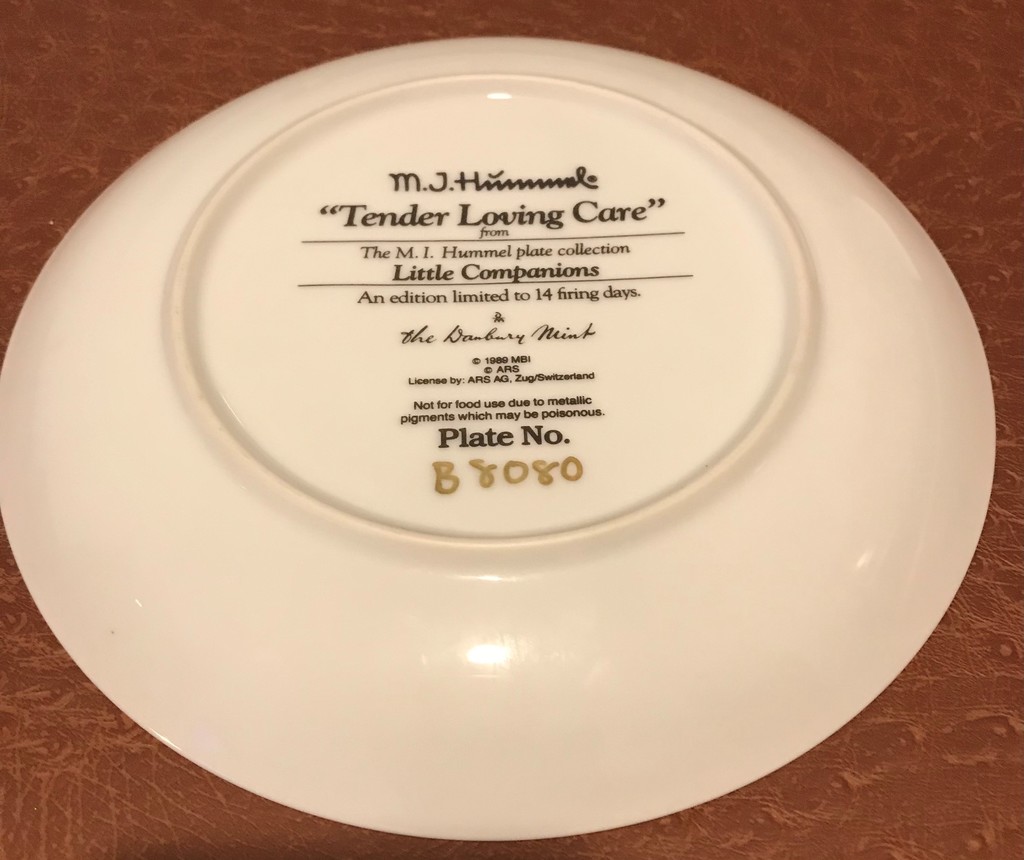 M.J.Hummel
“Tender Loving Care”
from
The M. I. Hummel plate collection
Little Companions
An edition limited to 14 firing days.
the Danbury Mint
© 1989 MBI
© ARS
License by: ARS AG, Zug/Switzerland
Not for food use due to metallic
pigments which may be poisonous.
Plate No.
B 8080